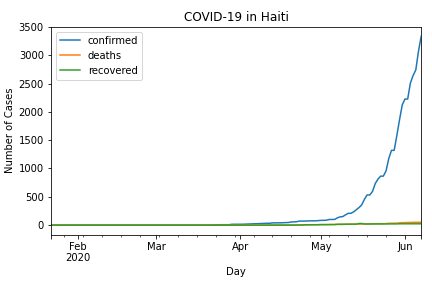 COVID-19 in Haiti
confirmed
deaths
recovered
Number of Cases
3500
3000
2500
2000
1500
1000
500
0
Feb
2020
Mar
Apr
May
Jun
Day